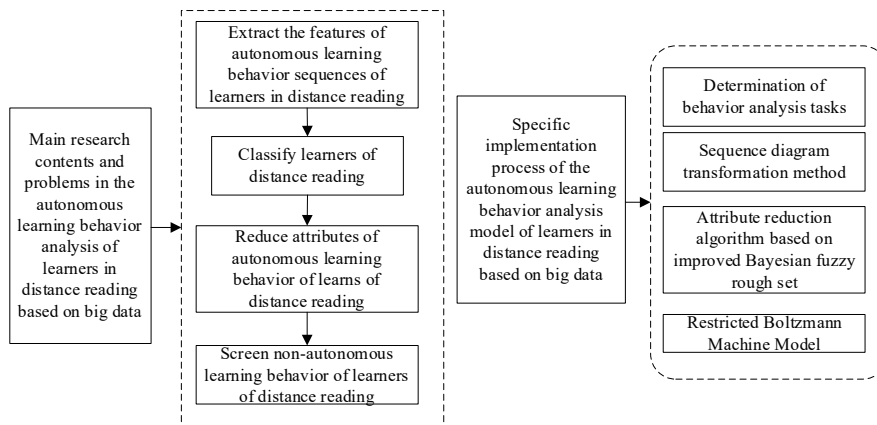 Main research
contents and
problems in the
autonomous
learning behavior
analysis of
learners in
distance reading
based on big data
Extract the features of
autonomous learning
behavior sequences of
learners in distance reading
Classify learners of
distance reading
Reduce attributes of
autonomous learning
behavior of learns of
distance reading
Screen non-autonomous
learning behavior of learners
of distance reading
Specific
implementation
process of the
autonomous learning
behavior analysis
model of learners in
distance reading
based on big data
Determination of
behavior analysis tasks
Sequence diagram
transformation method
Attribute reduction
algorithm based on
improved Bayesian fuzzy
rough set
Restricted Boltzmann
Machine Model